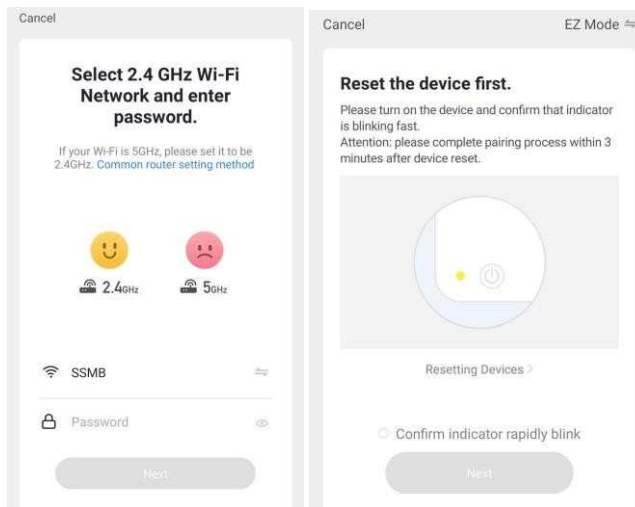 Cancel
Select 2.4 GHz Wi-Fi
Network and enter
password.
If your Wi-Fi is 5GHz, please set it to be
2.4GHz. Common router setting method
2.4GHz
5GHz
SSMB
Password
Next
Cancel
EZ Mode
Reset the device first.
Please turn on the device and confirm that indicator
is blinking fast.
Attention: please complete pairing process within 3
minutes after device reset.
Resetting Devices >
Confirm indicator rapidly blink
Next